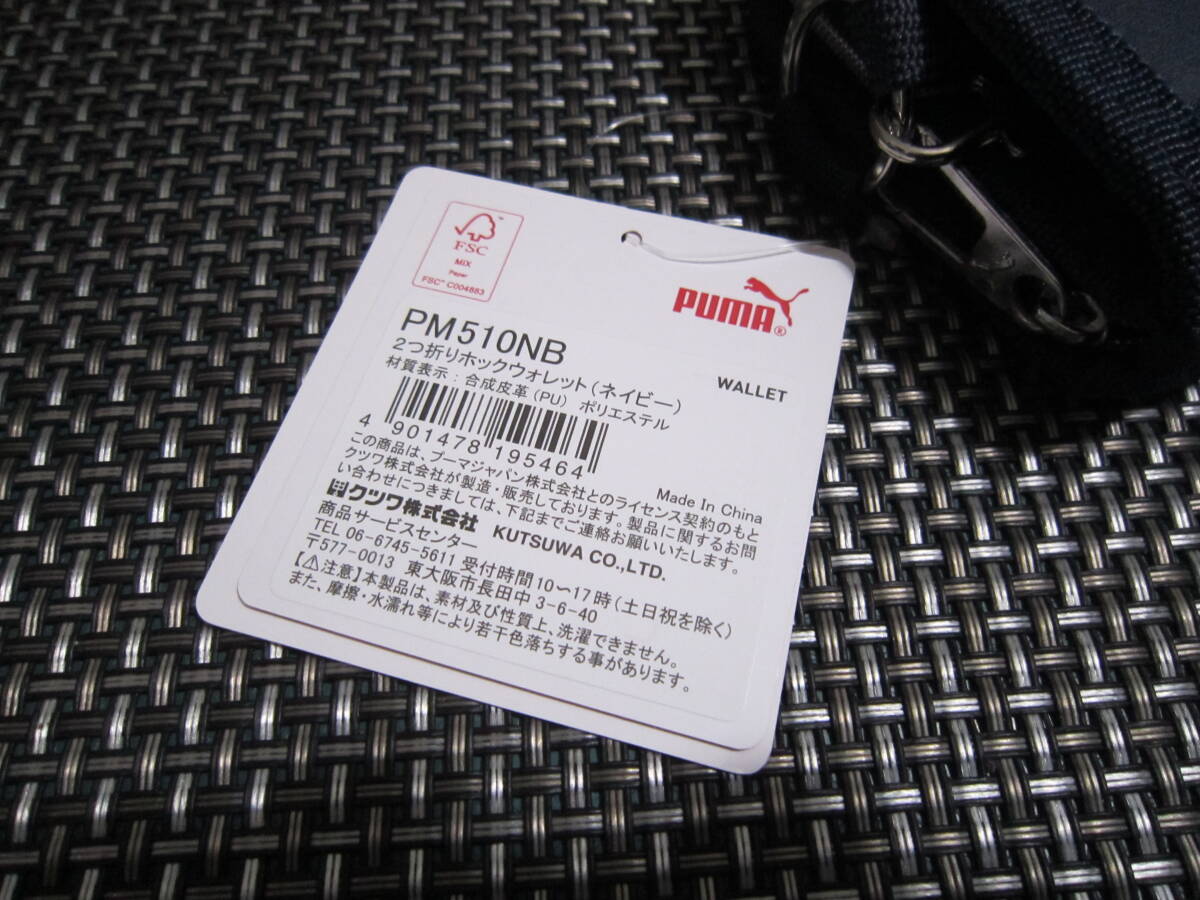 FSC™
MIX
Paper
FSC™ C004883
PUMA®
PM510NB
WALLET
2つ折りホックウォレット(ネイビー)
材質表示:合成皮革(PU) ポリエステル
4 901478 195464
Made In China
この商品は、プーマジャパン株式会社とのライセンス契約のもと
クツワ株式会社が製造・販売しております。製品に関するお問
い合わせにつきましては、下記までご連絡お願いいたします。
クツワ株式会社 KUTSUWA CO.,LTD.
商品サービスセンター
TEL 06-6745-5611 受付時間10〜17時(土日祝を除く)
〒577-0013 東大阪市長田中3-6-40
【⚠注意】本製品は、素材及び性質上、洗濯できません。
また、摩擦・水濡れ等により若干色落ちする事があります。